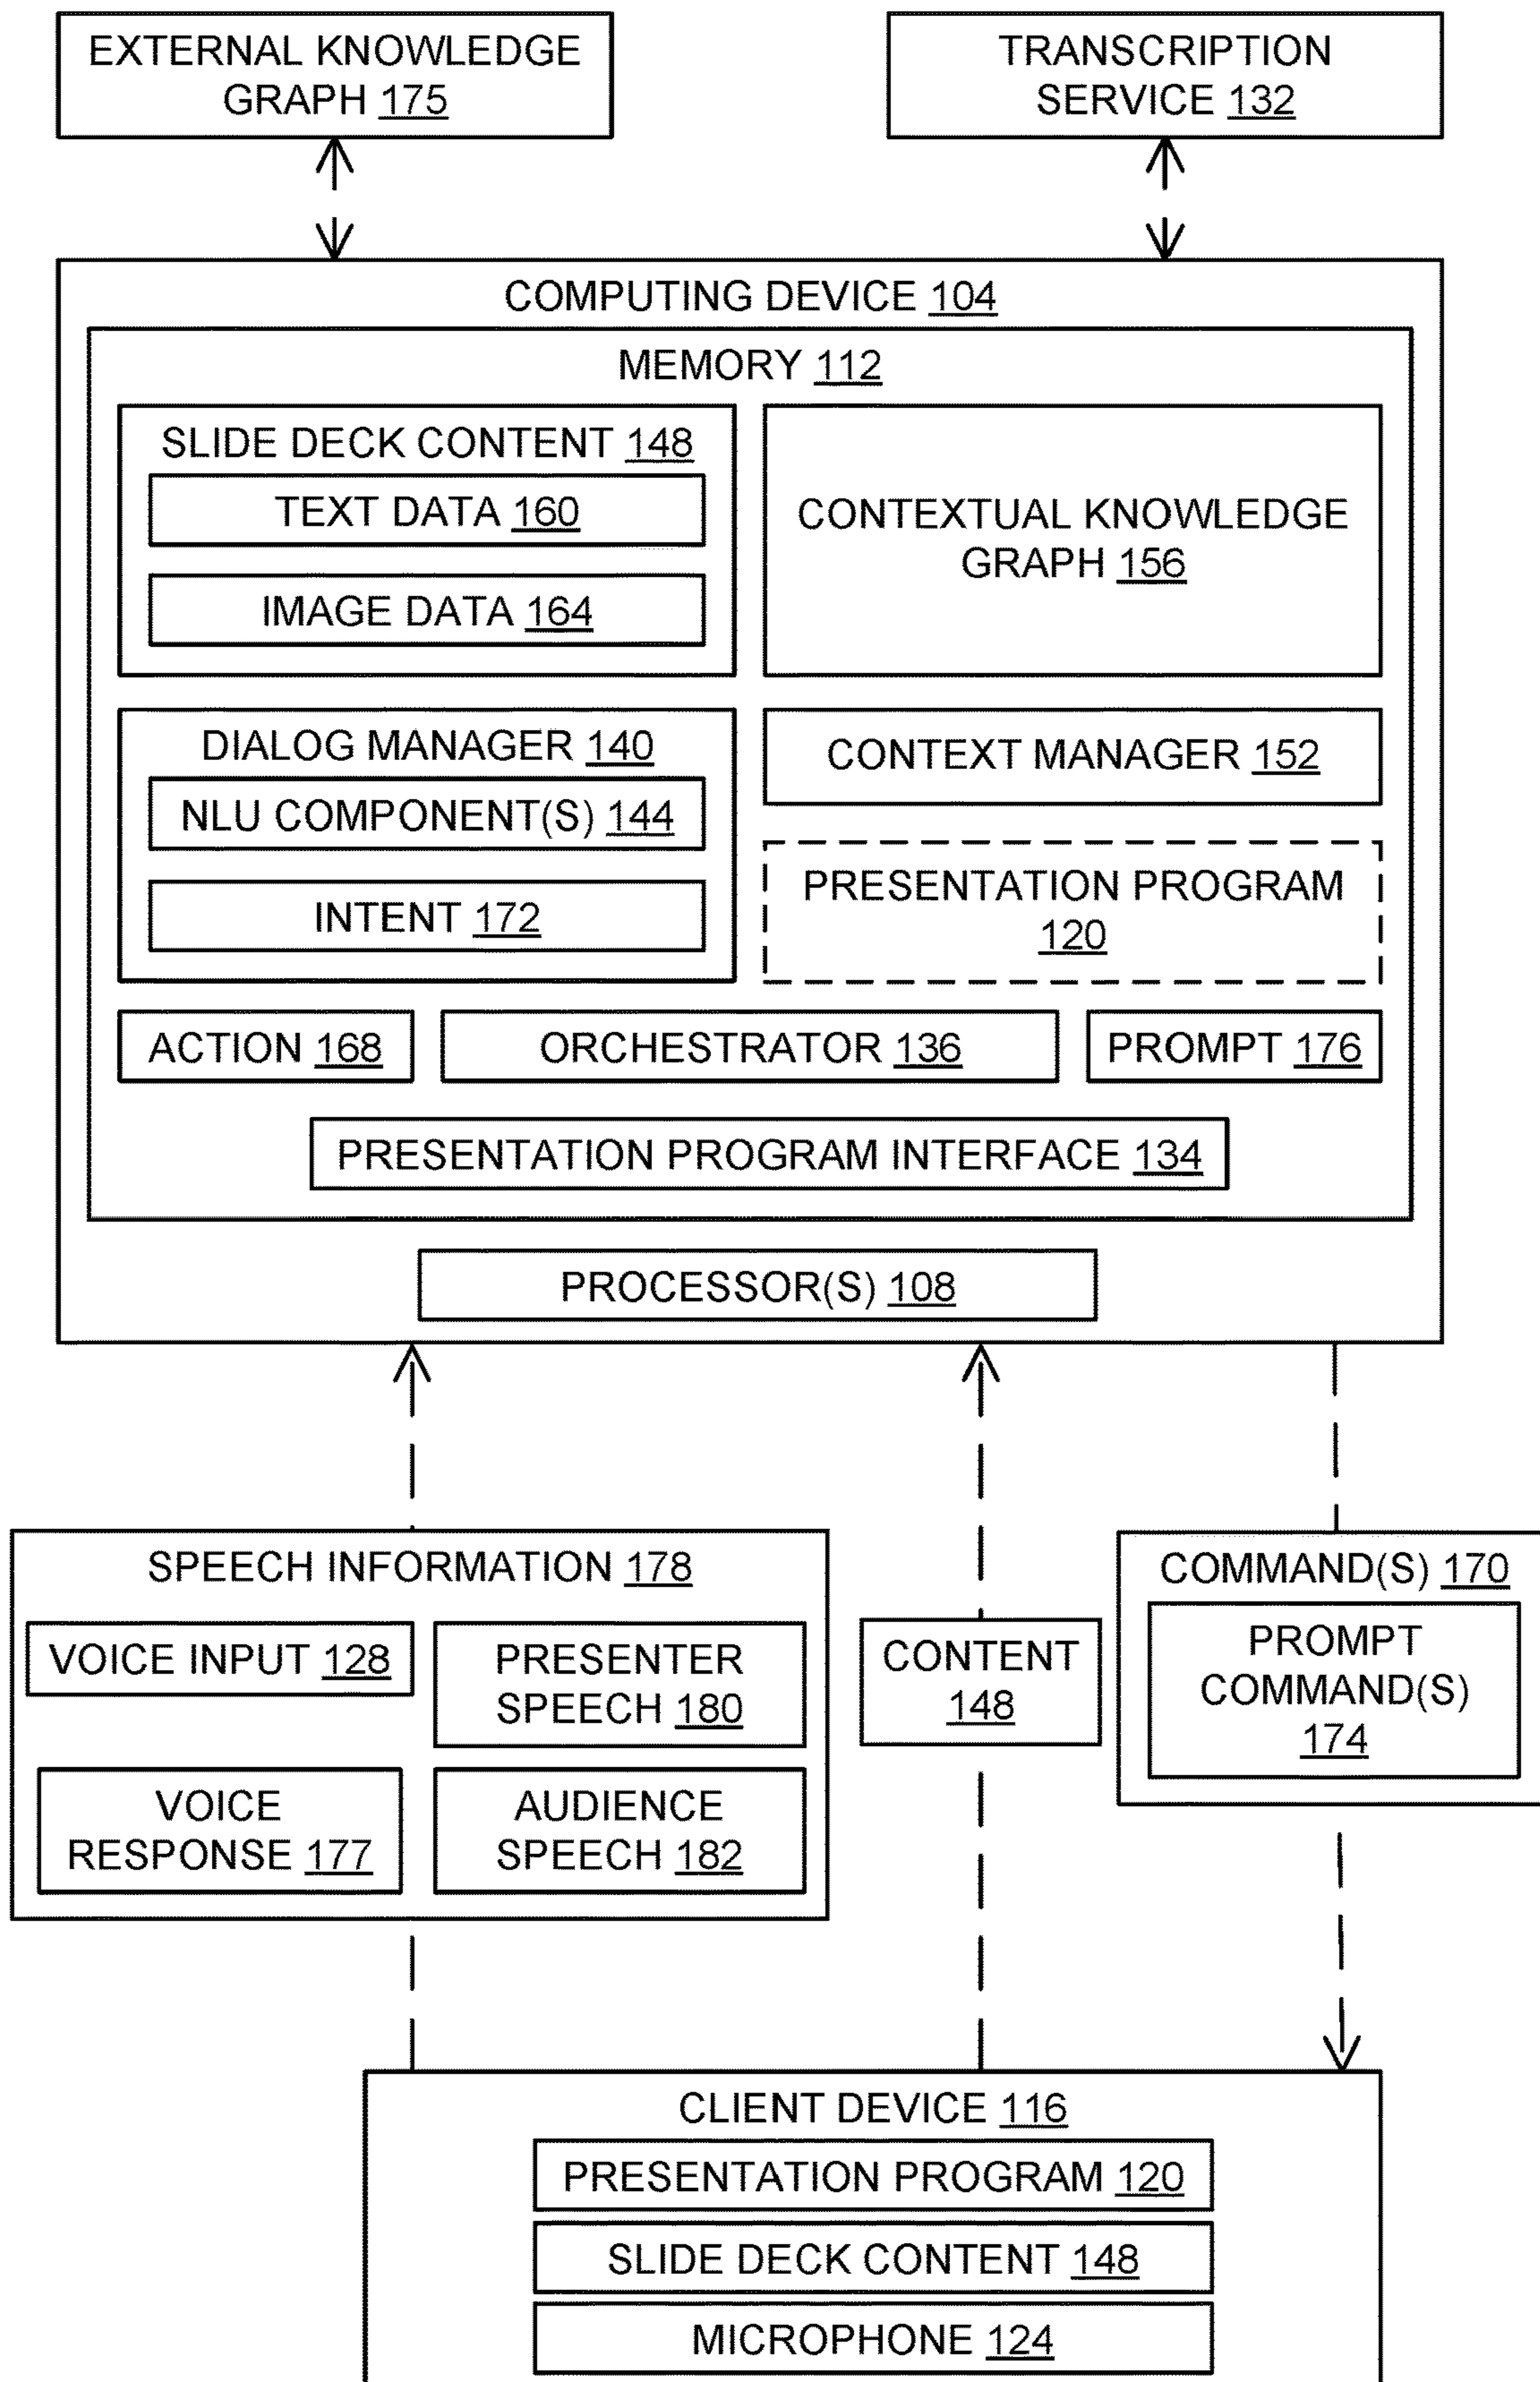 EXTERNAL KNOWLEDGE
GRAPH 175
TRANSCRIPTION
SERVICE 132
COMPUTING DEVICE 104
MEMORY 112
SLIDE DECK CONTENT 148
TEXT DATA 160
IMAGE DATA 164
CONTEXTUAL KNOWLEDGE
GRAPH 156
DIALOG MANAGER 140
NLU COMPONENT(S) 144
INTENT 172
CONTEXT MANAGER 152
PRESENTATION PROGRAM
120
ACTION 168
ORCHESTRATOR 136
PROMPT 176
PRESENTATION PROGRAM INTERFACE 134
PROCESSOR(S) 108
SPEECH INFORMATION 178
VOICE INPUT 128
PRESENTER
SPEECH 180
VOICE
RESPONSE 177
AUDIENCE
SPEECH 182
CONTENT
148
COMMAND(S) 170
PROMPT
COMMAND(S)
174
CLIENT DEVICE 116
PRESENTATION PROGRAM 120
SLIDE DECK CONTENT 148
MICROPHONE 124